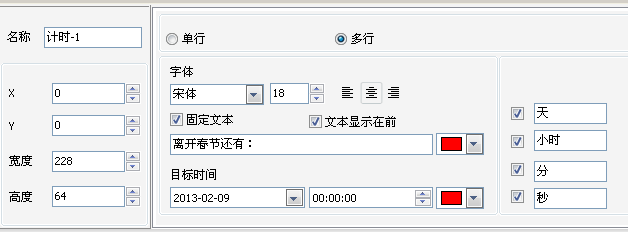 名称 计时-1
X 0
Y 0
宽度 228
高度 64
单行 多行
字体
宋体 18
固定文本 文本显示在前
离开春节还有：
目标时间
2013-02-09 00:00:00
天
小时
分
秒